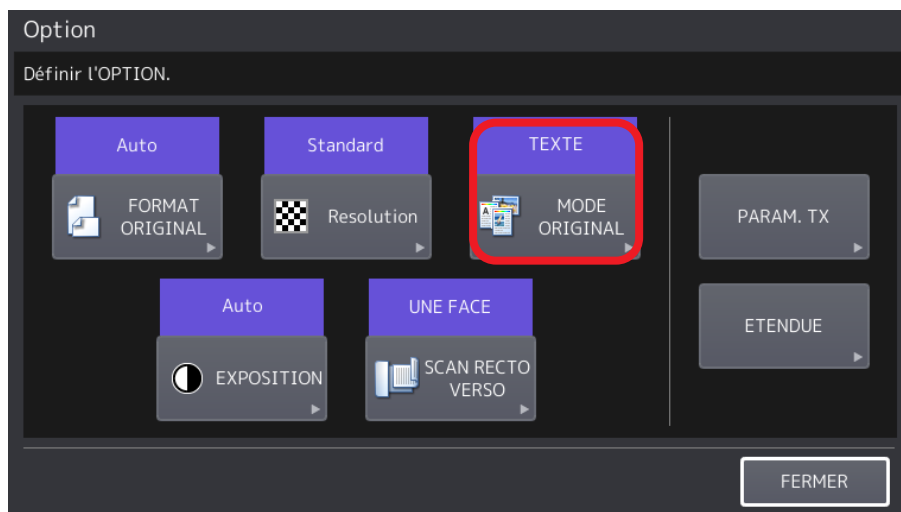 Option
Définir l'OPTION.
Auto
Standard
TEXTE
FORMAT
ORIGINAL
Resolution
MODE
ORIGINAL
PARAM. TX
Auto
UNE FACE
EXPOSITION
SCAN RECTO
VERSO
ETENDUE
FERMER